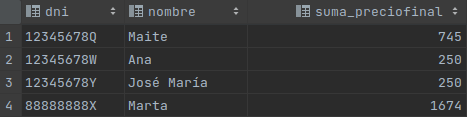 dni nombre suma_preciofinal
1 12345678Q Maite 745
2 12345678W Ana 250
3 12345678Y José María 250
4 88888888X Marta 1674